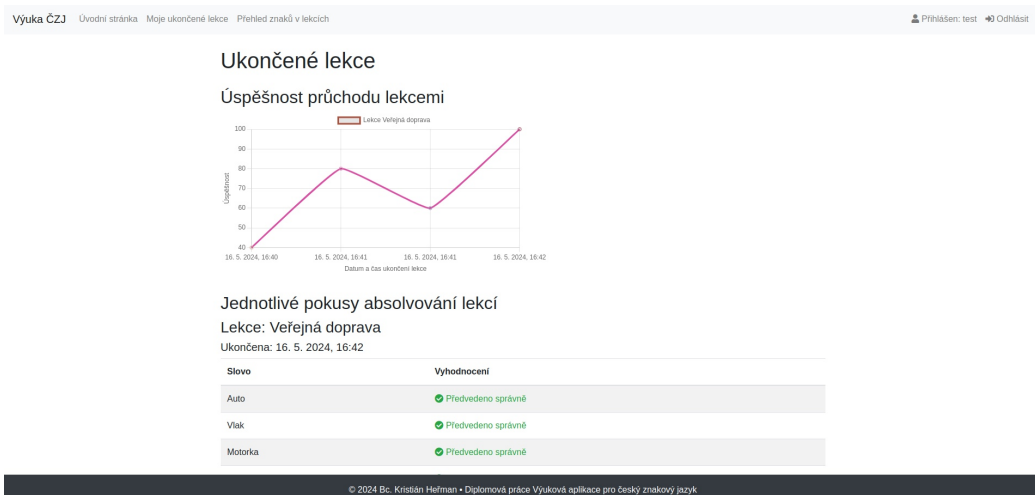 Výuka ČZJ Úvodní stránka Moje ukončené lekce Přehled znaků v lekcích Přihlášen: test Odhlásit
Ukončené lekce
Úspěšnost průchodu lekcemi
Lekce Veřejná doprava
100
90
80
70
60
50
40
Úspěšnost
16. 5. 2024, 16:40 16. 5. 2024, 16:41 16. 5. 2024, 16:41 16. 5. 2024, 16:42
Datum a čas ukončení lekce
Jednotlivé pokusy absolvování lekcí
Lekce: Veřejná doprava
Ukončena: 16. 5. 2024, 16:42
Slovo Vyhodnocení
Auto Předvedeno správně
Vlak Předvedeno správně
Motorka Předvedeno správně
© 2024 Bc. Kristián Heřman • Diplomová práce Výuková aplikace pro český znakový jazyk